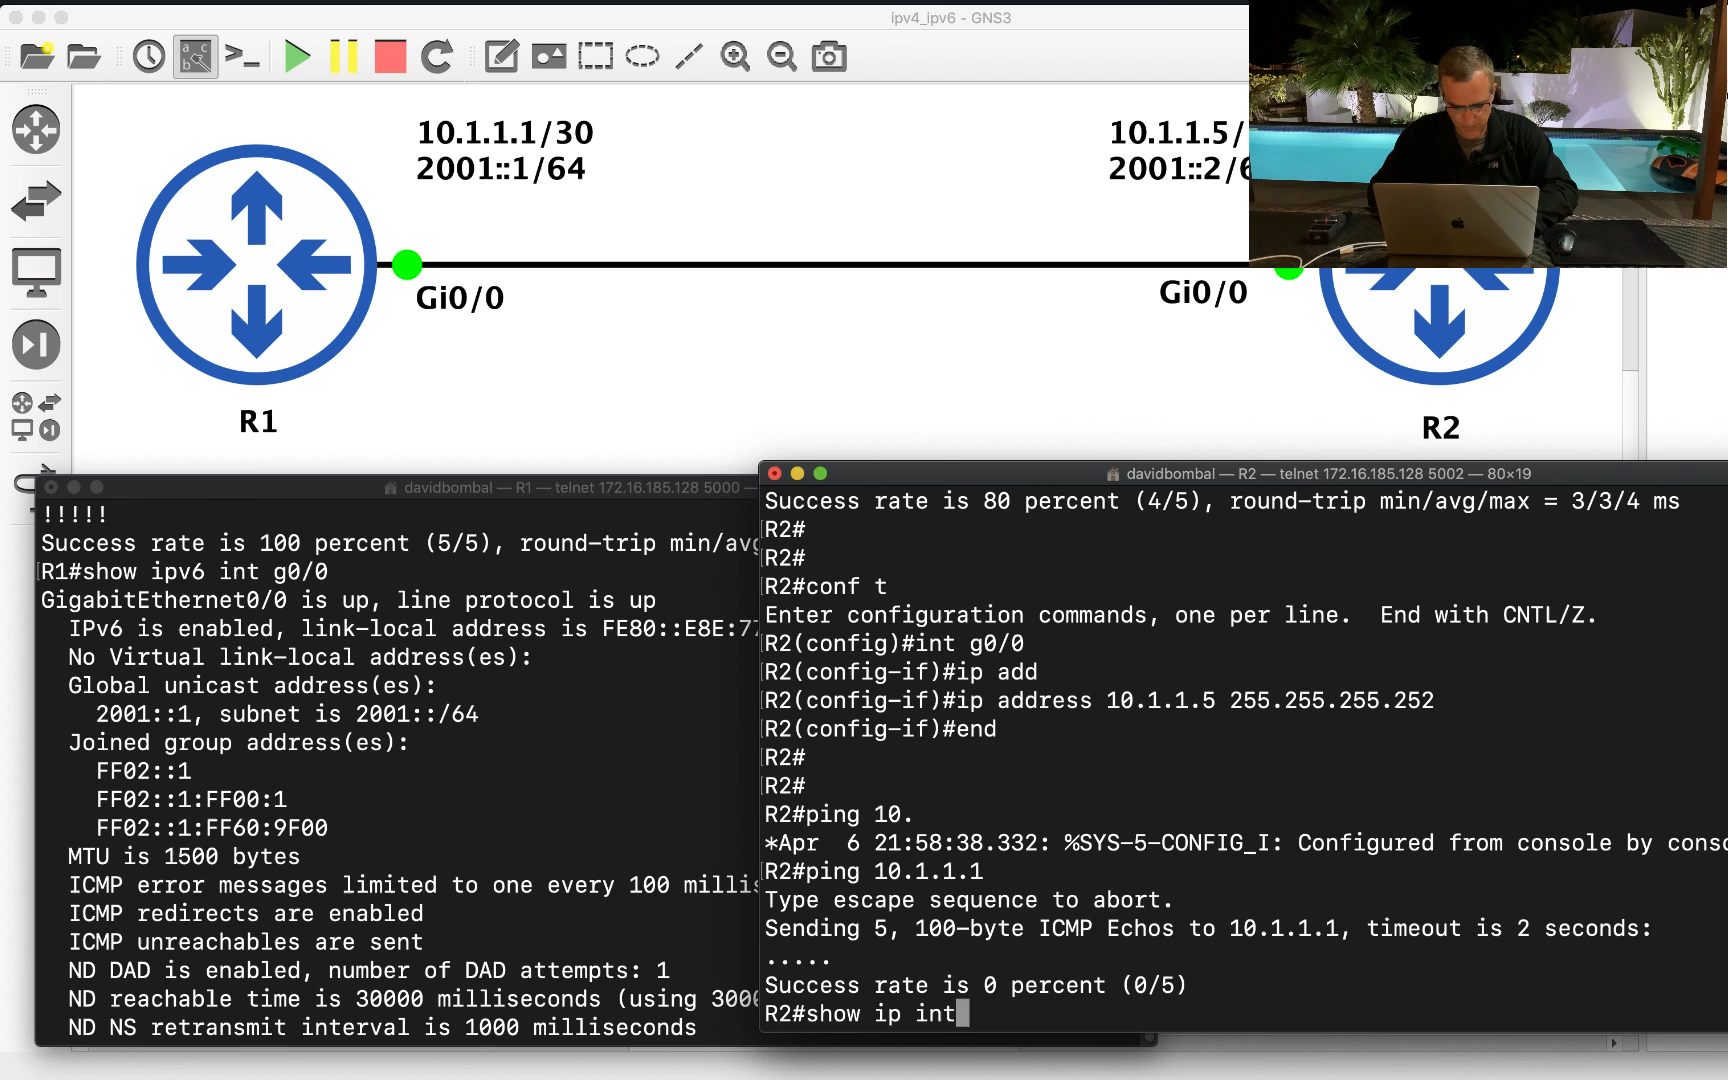 ipv4_ipv6 - GNS3
10.1.1.1/30
2001::1/64
10.1.1.5/
2001::2/6
Gi0/0
Gi0/0
R1
R2
davidbombal — R1 — telnet 172.16.185.128 5000 —
!!!!!
Success rate is 100 percent (5/5), round-trip min/avg
R1#show ipv6 int g0/0
GigabitEthernet0/0 is up, line protocol is up
IPv6 is enabled, link-local address is FE80::E8E:77
No Virtual link-local address(es):
Global unicast address(es):
2001::1, subnet is 2001::/64
Joined group address(es):
FF02::1
FF02::1:FF00:1
FF02::1:FF60:9F00
MTU is 1500 bytes
ICMP error messages limited to one every 100 millis
ICMP redirects are enabled
ICMP unreachables are sent
ND DAD is enabled, number of DAD attempts: 1
ND reachable time is 30000 milliseconds (using 3000
ND NS retransmit interval is 1000 milliseconds
davidbombal — R2 — telnet 172.16.185.128 5002 — 80×19
Success rate is 80 percent (4/5), round-trip min/avg/max = 3/3/4 ms
R2#
R2#
R2#conf t
Enter configuration commands, one per line.  End with CNTL/Z.
R2(config)#int g0/0
R2(config-if)#ip add
R2(config-if)#ip address 10.1.1.5 255.255.255.252
R2(config-if)#end
R2#
R2#
R2#ping 10.
*Apr  6 21:58:38.332: %SYS-5-CONFIG_I: Configured from console by conso
R2#ping 10.1.1.1
Type escape sequence to abort.
Sending 5, 100-byte ICMP Echos to 10.1.1.1, timeout is 2 seconds:
.....
Success rate is 0 percent (0/5)
R2#show ip int